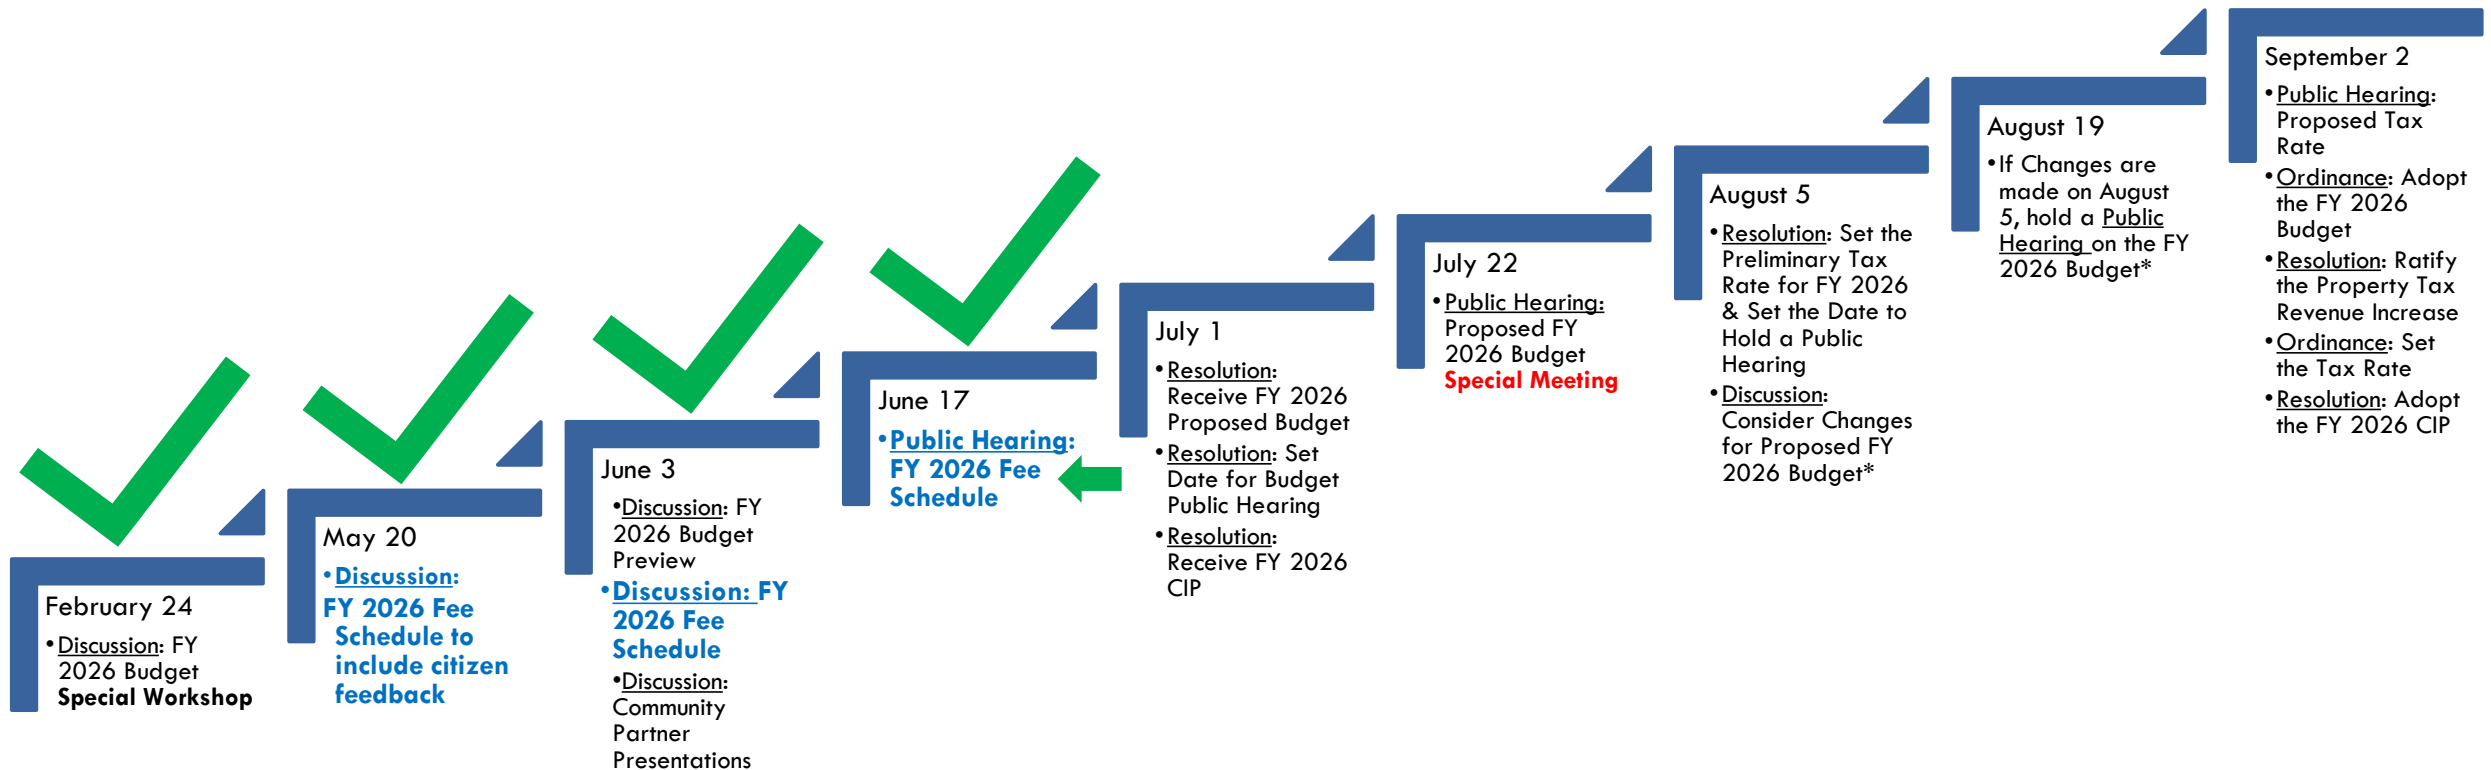 February 24
•Discussion: FY
2026 Budget
Special Workshop
May 20
•Discussion:
FY 2026 Fee
Schedule to
include citizen
feedback
June 3
•Discussion: FY
2026 Budget
Preview
•Discussion: FY
2026 Fee
Schedule
•Discussion:
Community
Partner
Presentations
June 17
•Public Hearing:
FY 2026 Fee
Schedule
July 1
•Resolution:
Receive FY 2026
Proposed Budget
•Resolution: Set
Date for Budget
Public Hearing
•Resolution:
Receive FY 2026
CIP
July 22
•Public Hearing:
Proposed FY
2026 Budget
Special Meeting
August 5
•Resolution: Set the
Preliminary Tax
Rate for FY 2026
& Set the Date to
Hold a Public
Hearing
•Discussion:
Consider Changes
for Proposed FY
2026 Budget*
August 19
•If Changes are
made on August
5, hold a Public
Hearing on the FY
2026 Budget*
September 2
•Public Hearing:
Proposed Tax
Rate
•Ordinance: Adopt
the FY 2026
Budget
•Resolution: Ratify
the Property Tax
Revenue Increase
•Ordinance: Set
the Tax Rate
•Resolution: Adopt
the FY 2026 CIP